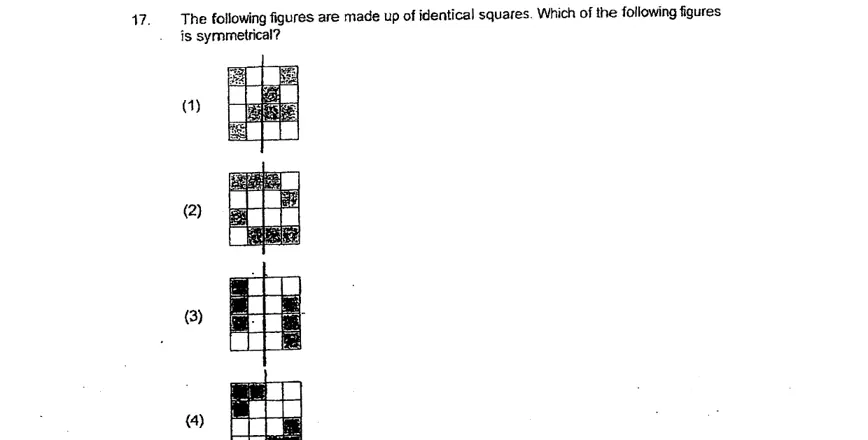 17. The following figures are made up of identical squares. Which of the following figures
is symmetrical?
(1)
(2)
(3)
(4)